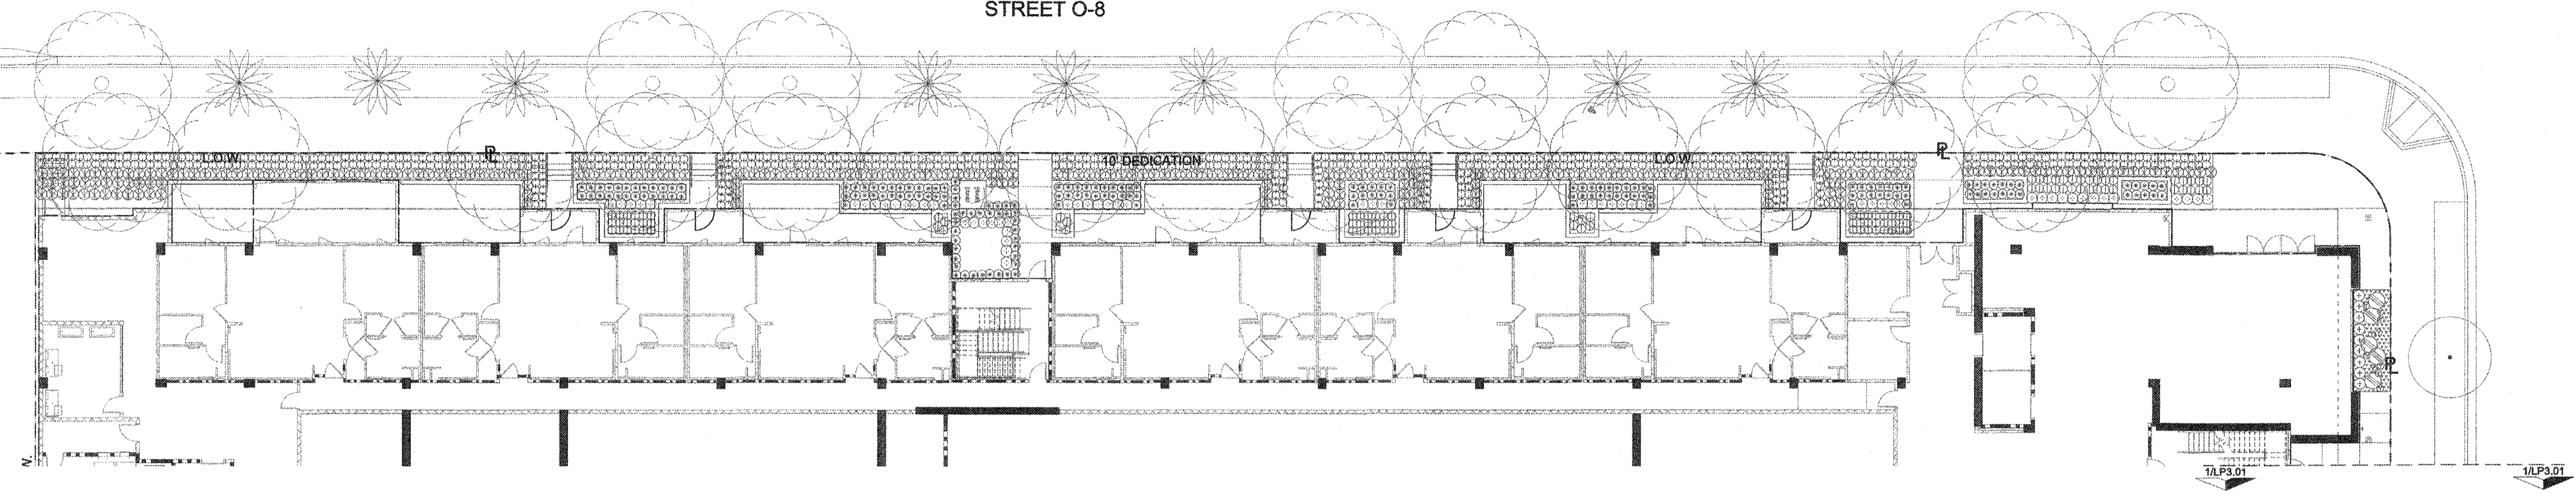 STREET O-8
L.O.W.
PL
10' DEDICATION
L.O.W.
PL
PL
N.
1/LP3.01
1/LP3.01